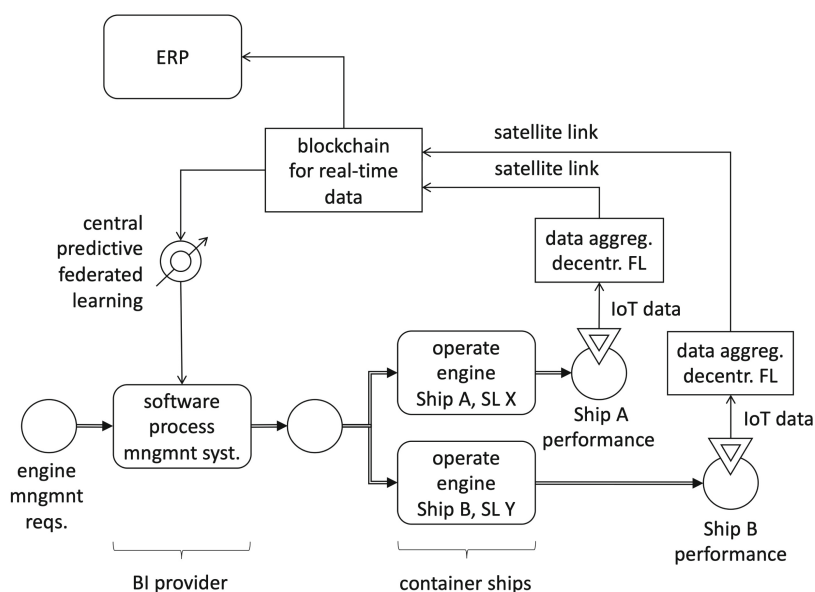 ERP
blockchain
for real-time
data
satellite link
satellite link
central
predictive
federated
learning
data aggreg.
decentr. FL
IoT data
data aggreg.
decentr. FL
IoT data
operate
engine
Ship A, SL X
Ship A
performance
software
process
mngmnt syst.
engine
mngmnt
reqs.
operate
engine
Ship B, SL Y
Ship B
performance
BI provider
container ships